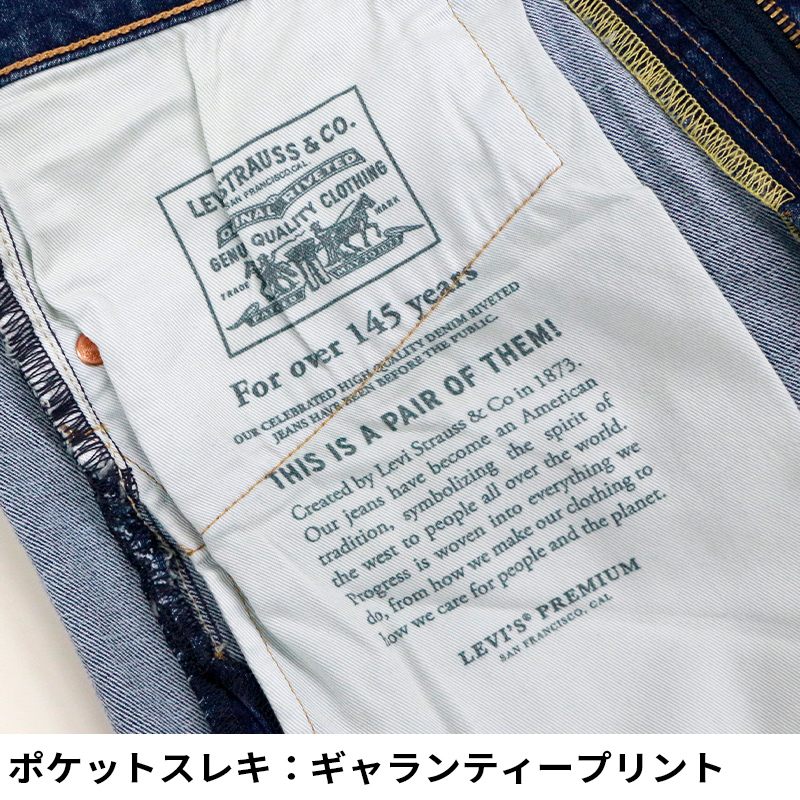 LEVI STRAUSS & CO.
SAN FRANCISCO, CAL.
QUALITY CLOTHING
TRADE MARK
For over 145 years
OUR CELEBRATED HIGH QUALITY DENIM RIVETED
JEANS HAVE BEEN BEFORE THE PUBLIC.
THIS IS A PAIR OF THEM!
Created by Levi Strauss & Co in 1873.
Our jeans have become an American
tradition, symbolizing the spirit of
the west to people all over the world.
Progress is woven into everything we
do, from how we make our clothing to
how we care for people and the planet.
LEVI'S® PREMIUM
SAN FRANCISCO, CAL
ポケットスレキ：ギャランティープリント